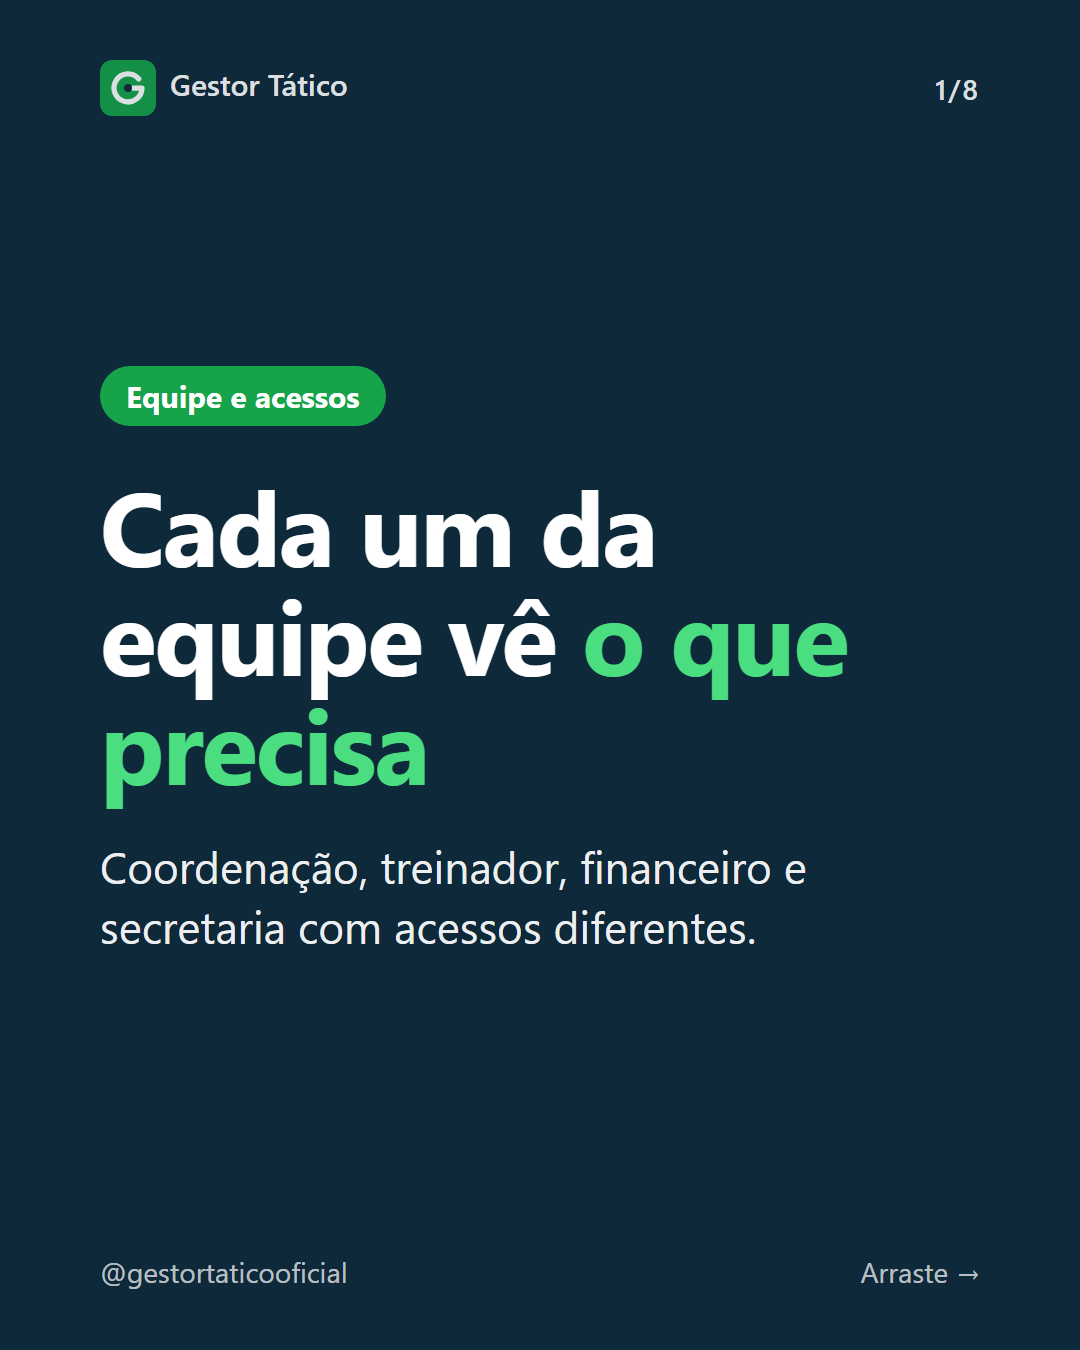 Gestor Tático
1/8
Equipe e acessos
Cada um da
equipe vê o que
precisa
Coordenação, treinador, financeiro e
secretaria com acessos diferentes.
@gestortaticooficial
Arraste →